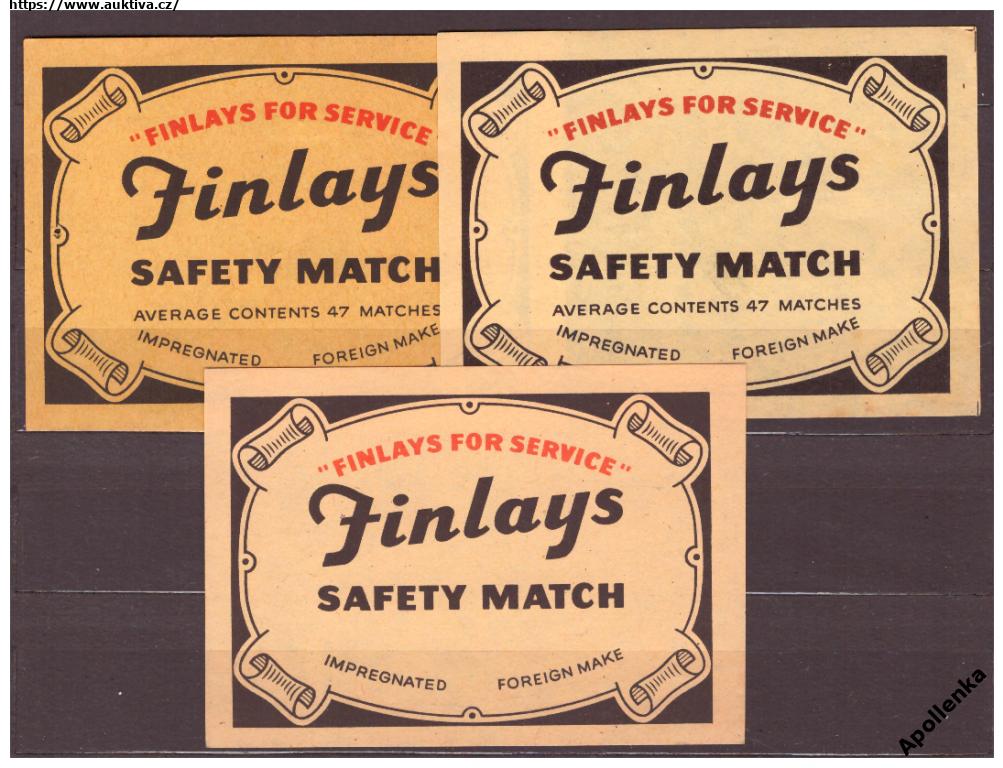 https://www.auktiva.cz/
"FINLAYS FOR SERVICE
Finlays
SAFETY MATCH
AVERAGE CONTENTS 47 MATCHES
IMPREGNATED FOREIGN MAKE
"FINLAYS FOR SERVICE"
Finlays
SAFETY MATCH
AVERAGE CONTENTS 47 MATCHES
IMPREGNATED FOREIGN MAKE
"FINLAYS FOR SERVICE"
Finlays
SAFETY MATCH
IMPREGNATED FOREIGN MAKE
Apollenka